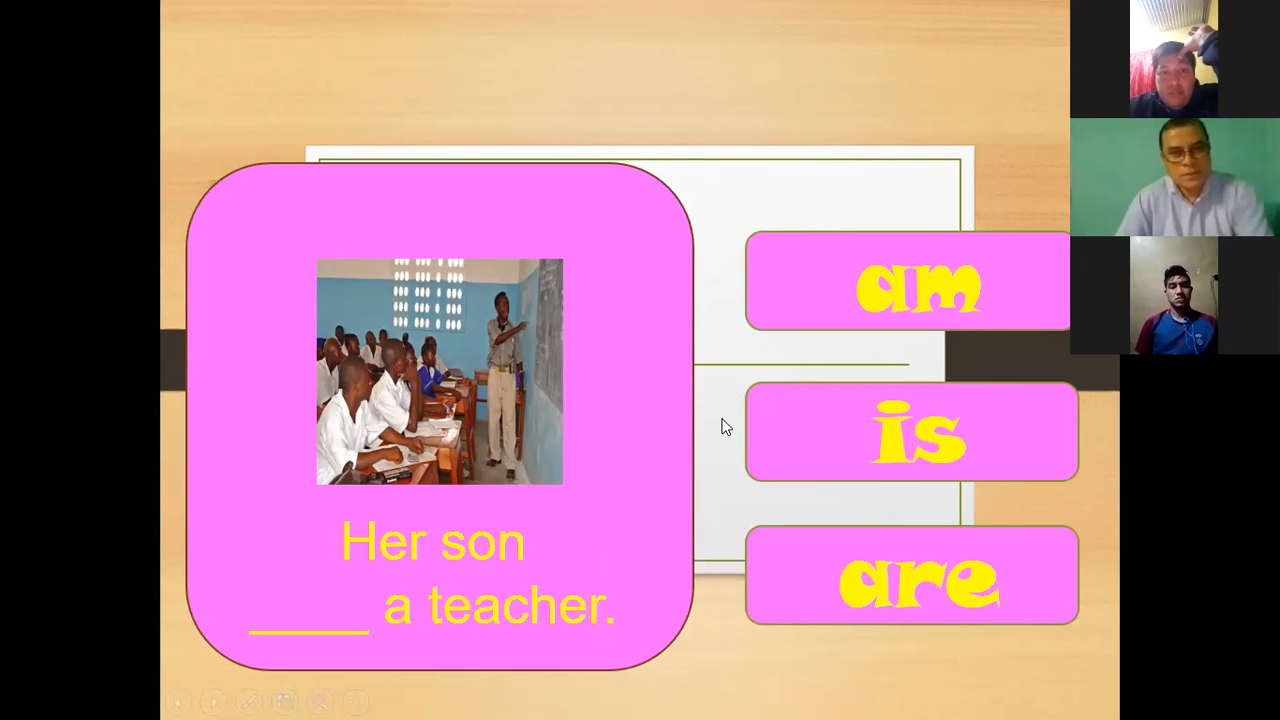 Her son
_____ a teacher.
am
is
are